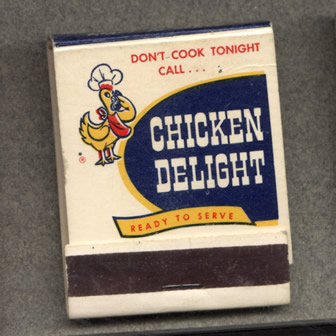 DON'T COOK TONIGHT
CALL...
CHICKEN
DELIGHT
®
READY TO SERVE